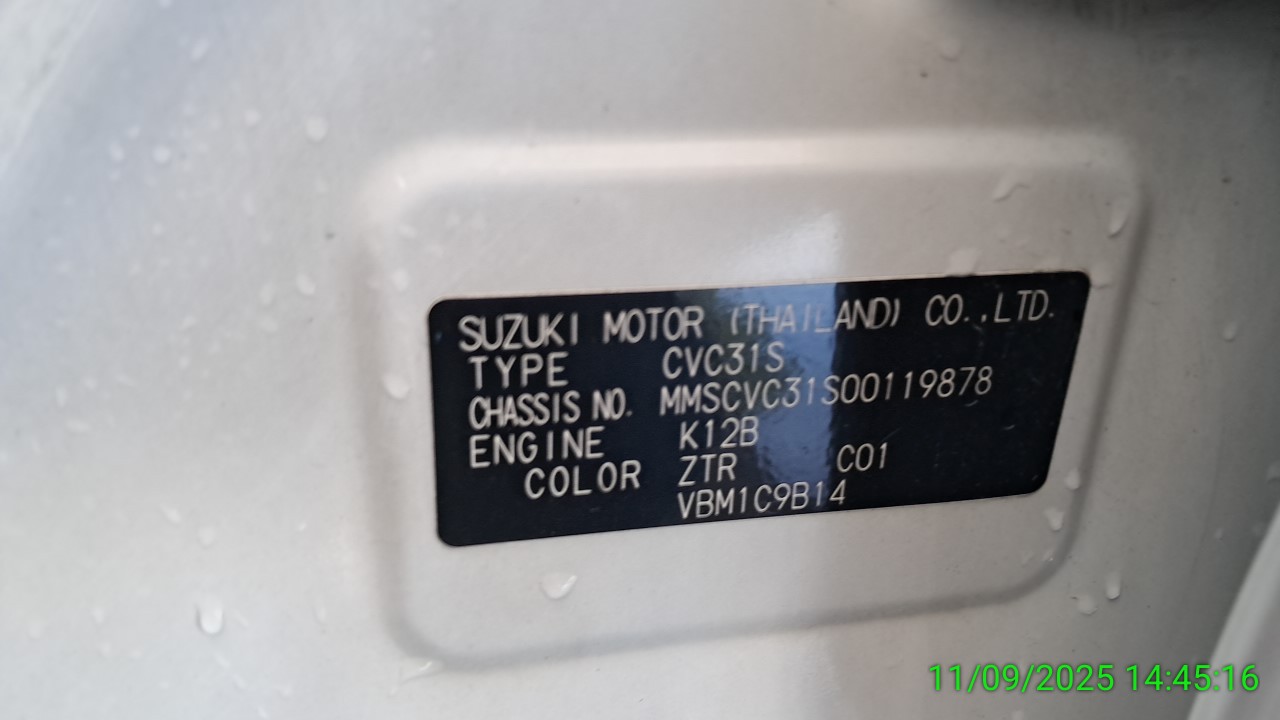 SUZUKI MOTOR (THAILAND) CO.,LTD.
TYPE CVC31S
CHASSIS NO. MMSCVC31S00119878
ENGINE K12B
COLOR ZTR C01
VBM1C9B14
11/09/2025 14:45:16